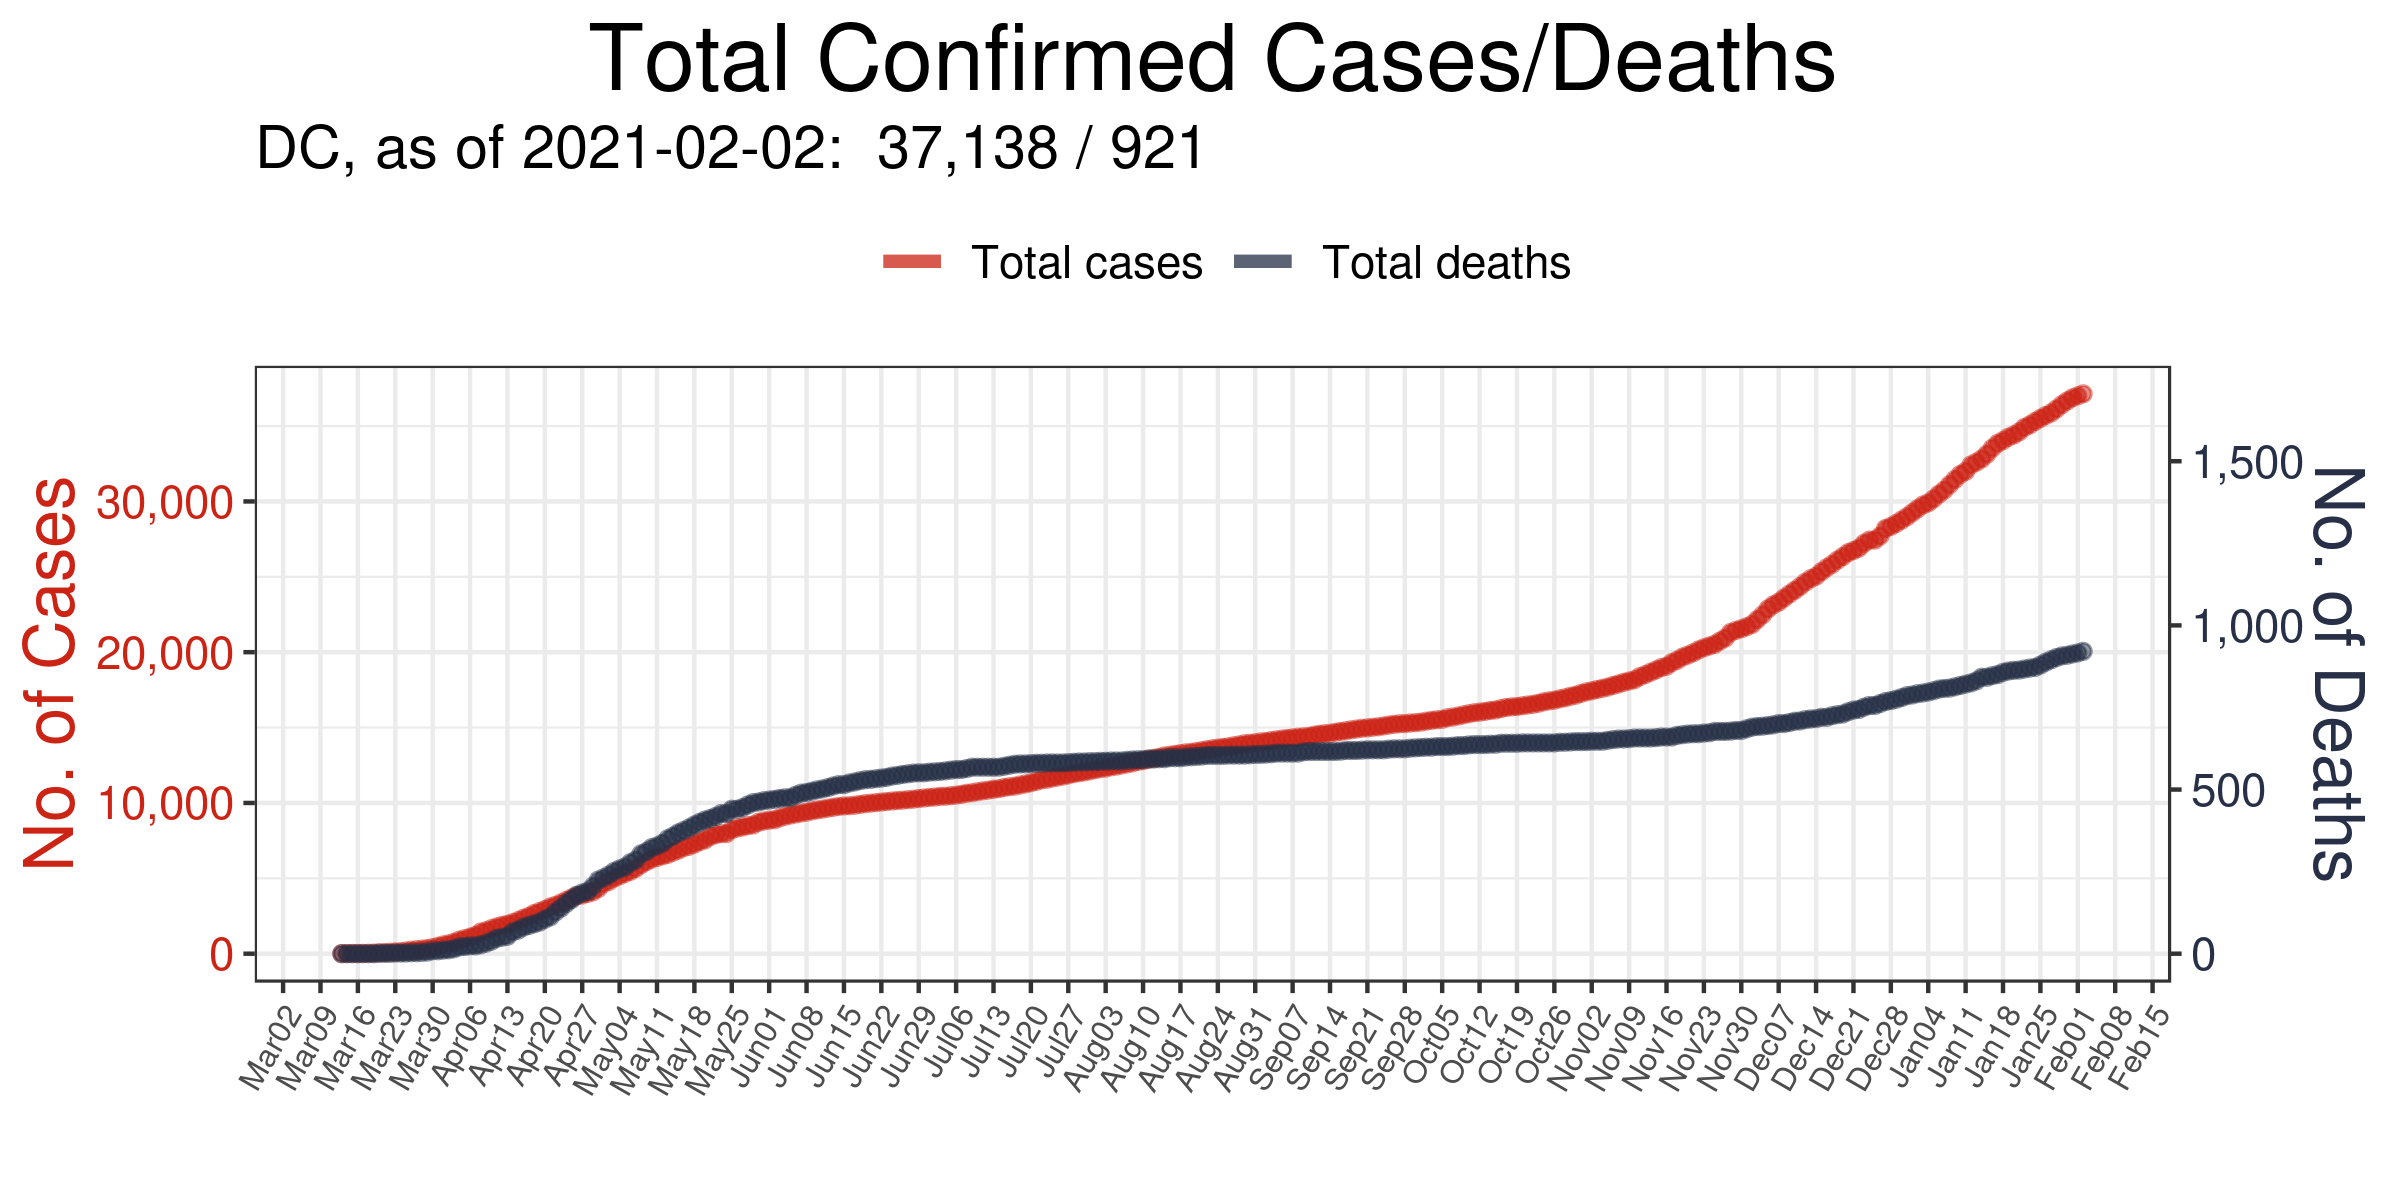 Total Confirmed Cases/Deaths
DC, as of 2021-02-02:  37,138 / 921
Total cases
Total deaths
No. of Cases
30,000
20,000
10,000
0
1,500
1,000
500
0
No. of Deaths
Mar02
Mar09
Mar16
Mar23
Mar30
Apr06
Apr13
Apr20
Apr27
May04
May11
May18
May25
Jun01
Jun08
Jun15
Jun22
Jun29
Jul06
Jul13
Jul20
Jul27
Aug03
Aug10
Aug17
Aug24
Aug31
Sep07
Sep14
Sep21
Sep28
Oct05
Oct12
Oct19
Oct26
Nov02
Nov09
Nov16
Nov23
Nov30
Dec07
Dec14
Dec21
Dec28
Jan04
Jan11
Jan18
Jan25
Feb01
Feb08
Feb15